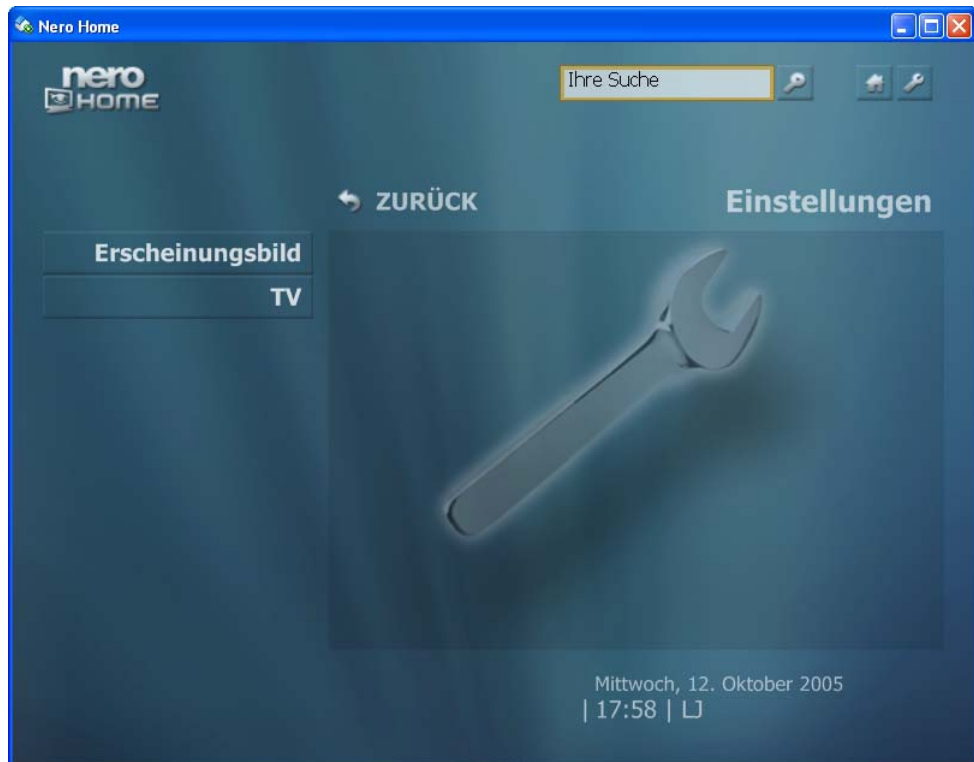 Nero Home
nero
HOME
Ihre Suche
ZURÜCK
Einstellungen
Erscheinungsbild
TV
Mittwoch, 12. Oktober 2005
| 17:58 |